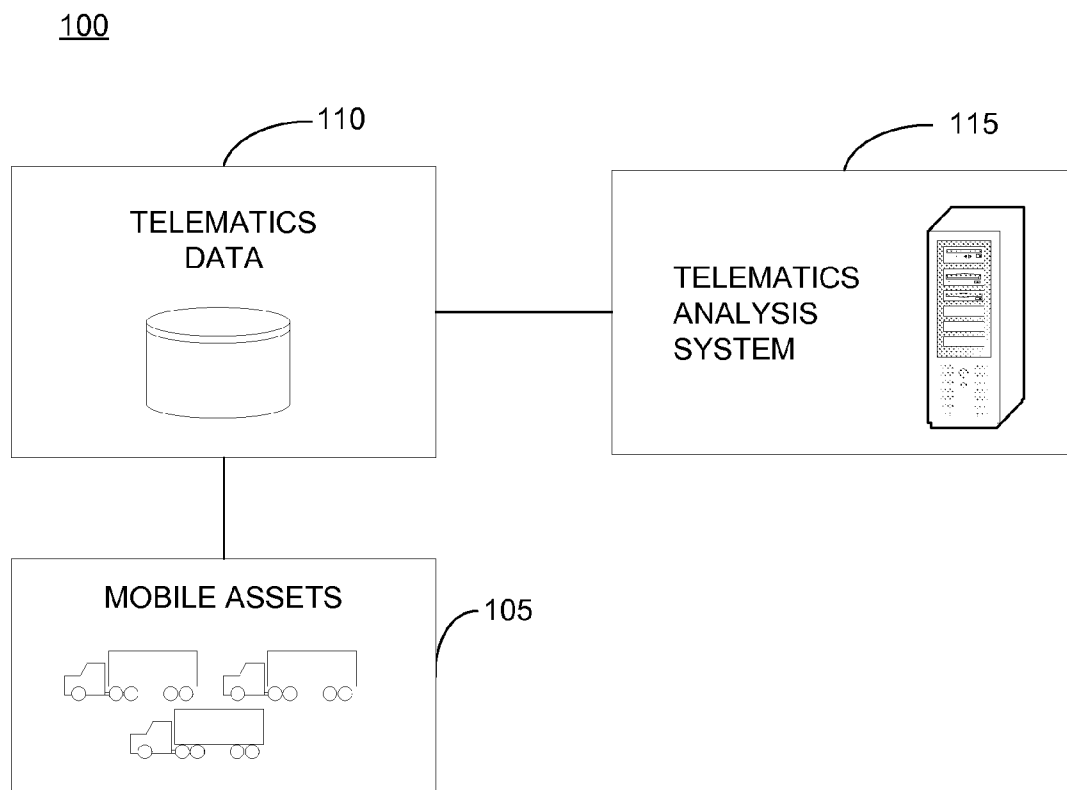 100
110
115
TELEMATICS
DATA
TELEMATICS
ANALYSIS
SYSTEM
MOBILE ASSETS
105